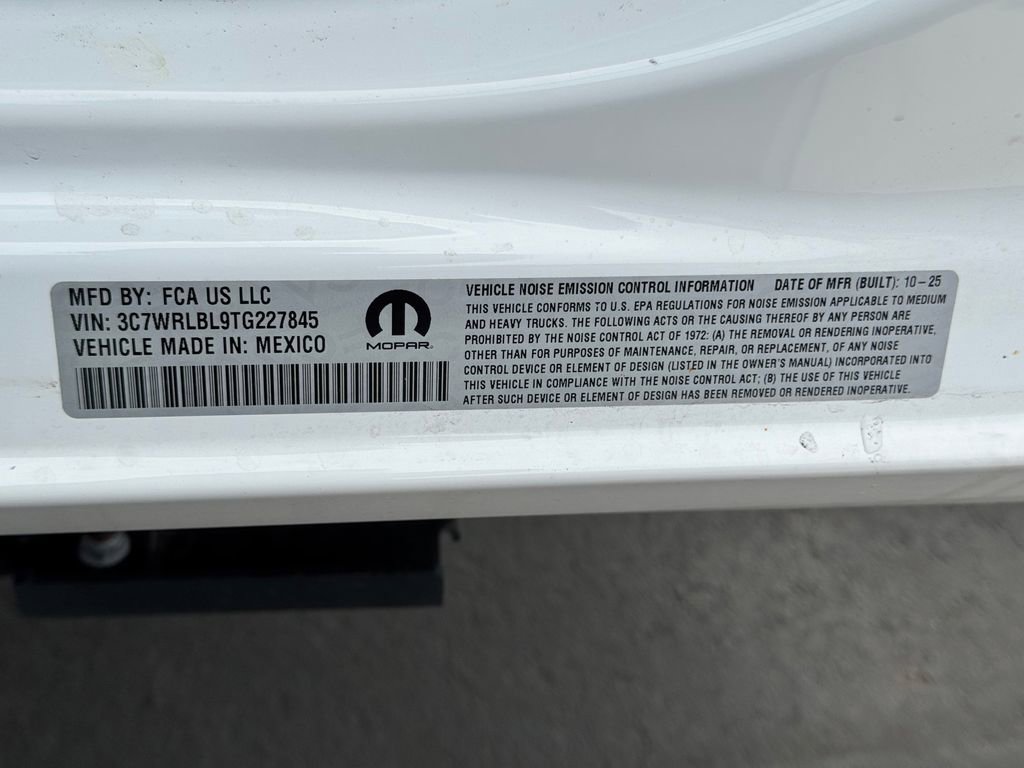 MFD BY: FCA US LLC
VIN: 3C7WRLBL9TG227845
VEHICLE MADE IN: MEXICO
MOPAR®
VEHICLE NOISE EMISSION CONTROL INFORMATION DATE OF MFR (BUILT): 10-25
THIS VEHICLE CONFORMS TO U.S. EPA REGULATIONS FOR NOISE EMISSION APPLICABLE TO MEDIUM
AND HEAVY TRUCKS. THE FOLLOWING ACTS OR THE CAUSING THEREOF BY ANY PERSON ARE
PROHIBITED BY THE NOISE CONTROL ACT OF 1972: (A) THE REMOVAL OR RENDERING INOPERATIVE,
OTHER THAN FOR PURPOSES OF MAINTENANCE, REPAIR, OR REPLACEMENT, OF ANY NOISE
CONTROL DEVICE OR ELEMENT OF DESIGN (LISTED IN THE OWNER'S MANUAL) INCORPORATED INTO
THIS VEHICLE IN COMPLIANCE WITH THE NOISE CONTROL ACT; (B) THE USE OF THIS VEHICLE
AFTER SUCH DEVICE OR ELEMENT OF DESIGN HAS BEEN REMOVED OR RENDERED INOPERATIVE.